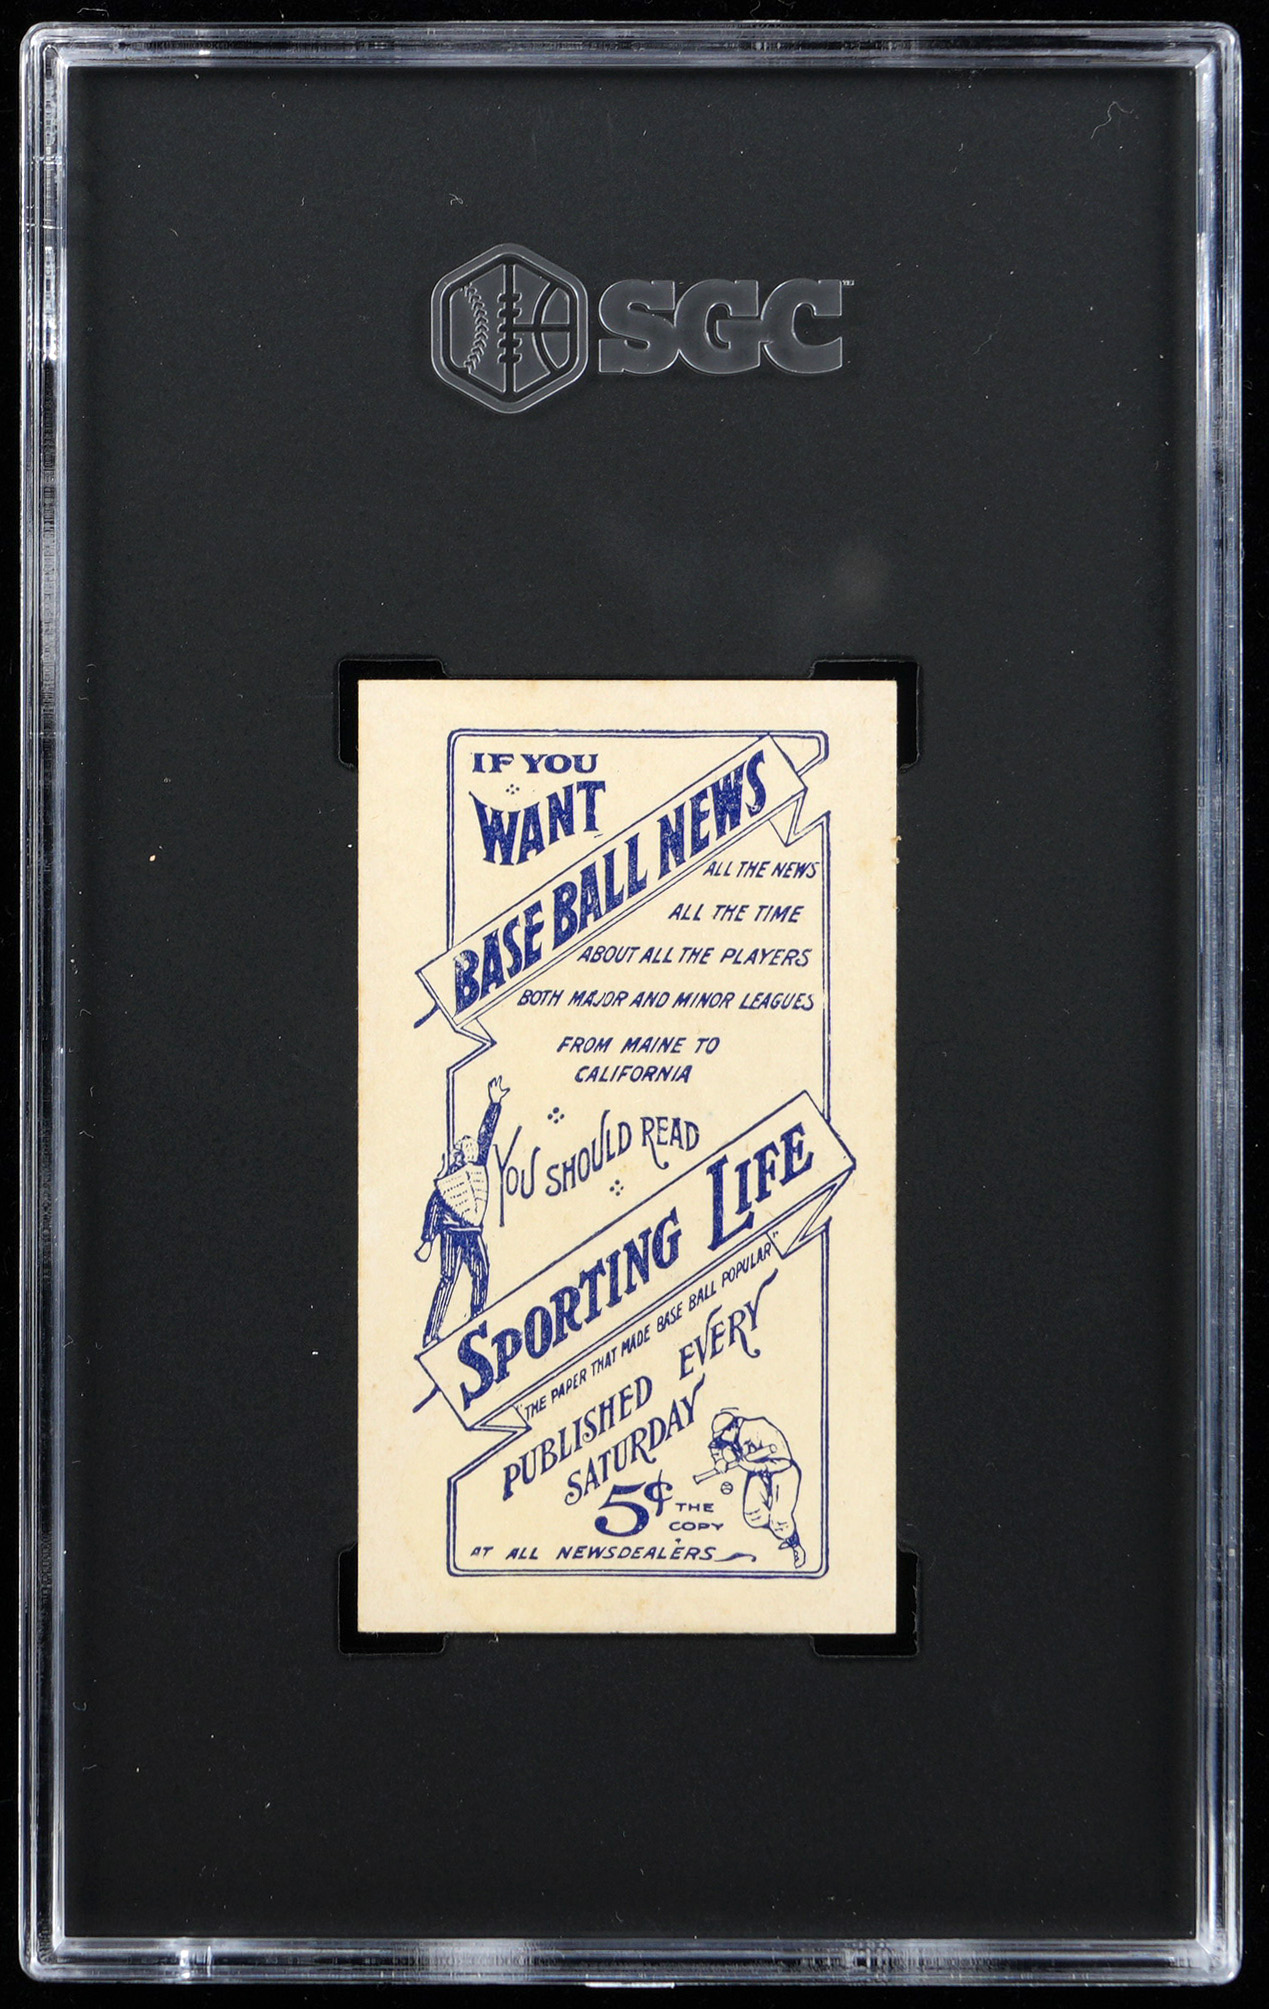 SGC™
IF YOU
WANT
BASE BALL NEWS
ALL THE NEWS
ALL THE TIME
ABOUT ALL THE PLAYERS
BOTH MAJOR AND MINOR LEAGUES
FROM MAINE TO
CALIFORNIA
YOU SHOULD READ
SPORTING LIFE
"THE PAPER THAT MADE BASE BALL POPULAR"
PUBLISHED EVERY
SATURDAY
5¢ THE
COPY
AT ALL NEWSDEALERS